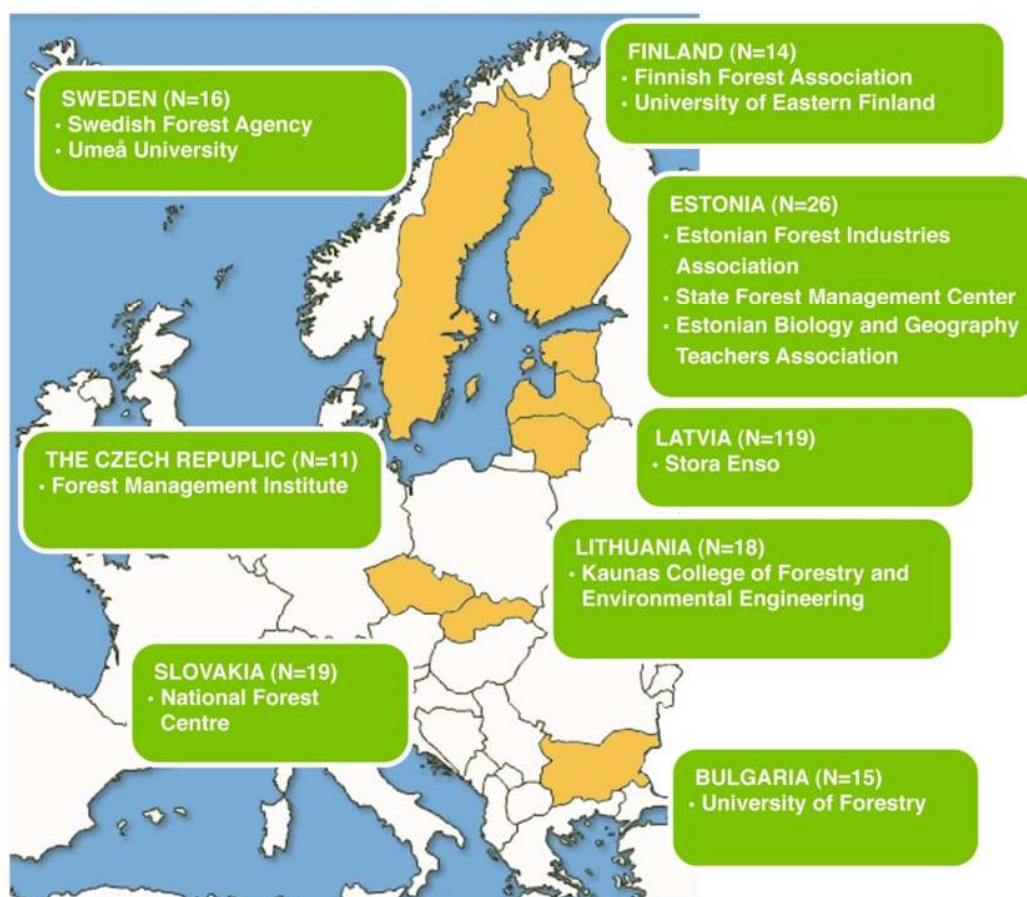 SWEDEN (N=16)
· Swedish Forest Agency
· Umeå University
FINLAND (N=14)
· Finnish Forest Association
· University of Eastern Finland
ESTONIA (N=26)
· Estonian Forest Industries
Association
· State Forest Management Center
· Estonian Biology and Geography
Teachers Association
LATVIA (N=119)
· Stora Enso
THE CZECH REPUPLIC (N=11)
· Forest Management Institute
LITHUANIA (N=18)
· Kaunas College of Forestry and
Environmental Engineering
SLOVAKIA (N=19)
· National Forest
Centre
BULGARIA (N=15)
· University of Forestry